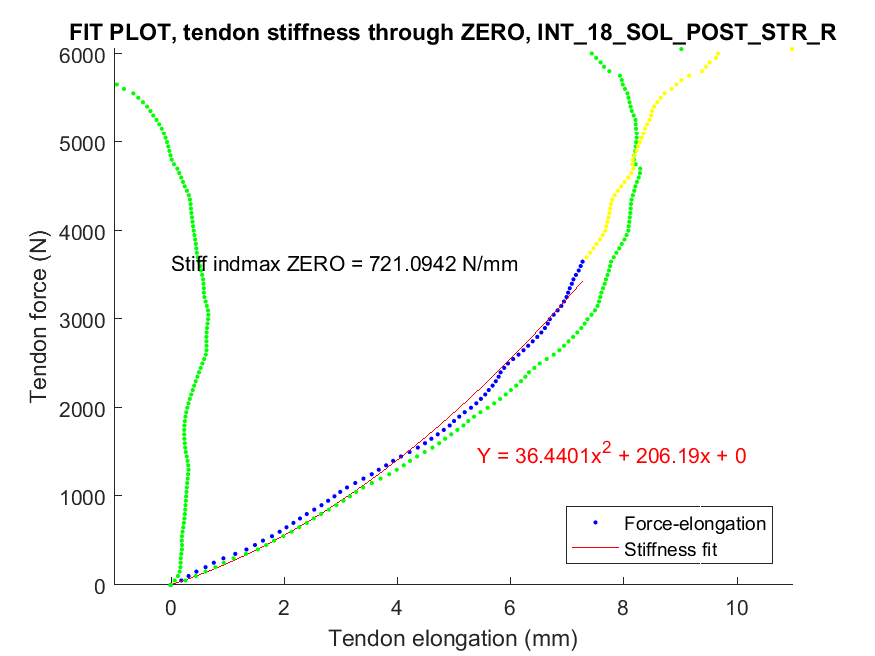 FIT PLOT, tendon stiffness through ZERO, INT_18_SOL_POST_STR_R
6000
5000
4000
3000
2000
1000
0
Tendon force (N)
Stiff indmax ZERO = 721.0942 N/mm
Y = 36.4401x² + 206.19x + 0
Force-elongation
Stiffness fit
0 2 4 6 8 10
Tendon elongation (mm)